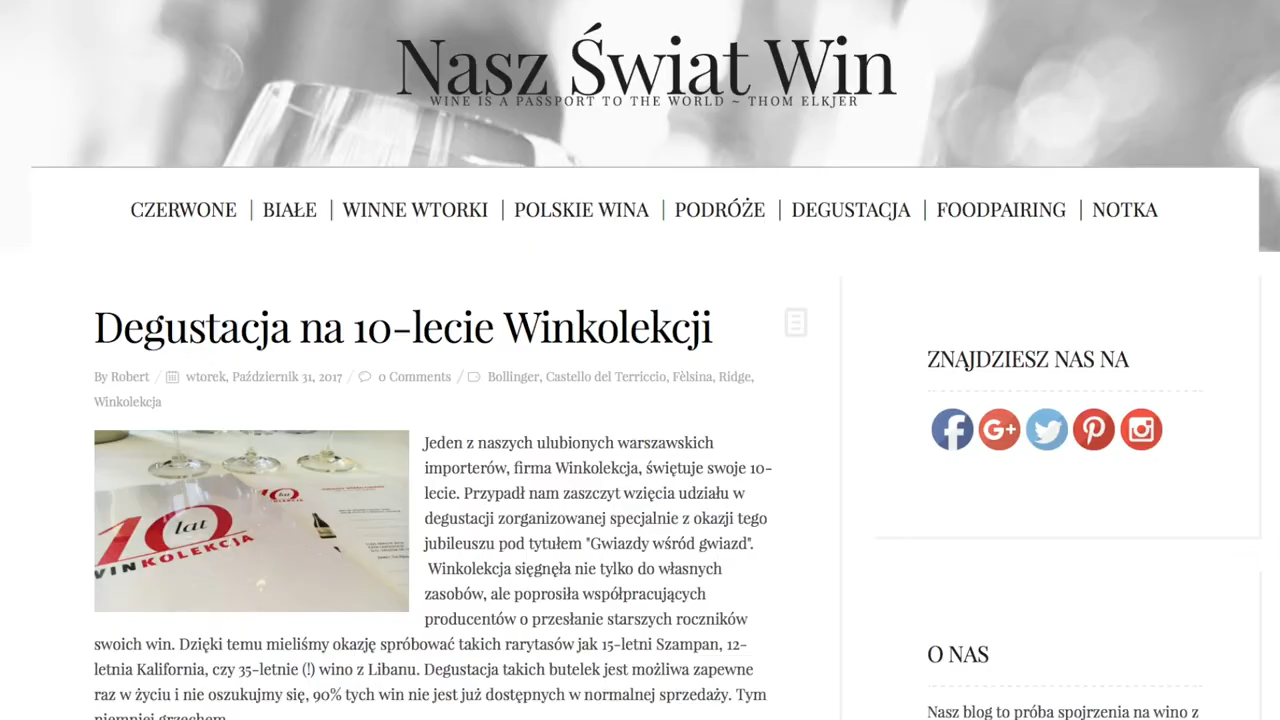 Nasz Świat Win
WINE IS A PASSPORT TO THE WORLD ~ THOM ELKJER
CZERWONE | BIAŁE | WINNE WTORKI | POLSKIE WINA | PODRÓŻE | DEGUSTACJA | FOODPAIRING | NOTKA
Degustacja na 10-lecie Winkolekcji
By Robert / wtorek, Październik 31, 2017 / 0 Comments / Bollinger, Castello del Terriccio, Fèlsina, Ridge,
Winkolekcja
10 lat
WINKOLEKCJA
Jeden z naszych ulubionych warszawskich
importerów, firma Winkolekcja, świętuje swoje 10-
lecie. Przypadł nam zaszczyt wzięcia udziału w
degustacji zorganizowanej specjalnie z okazji tego
jubileuszu pod tytułem "Gwiazdy wśród gwiazd".
Winkolekcja sięgnęła nie tylko do własnych
zasobów, ale poprosiła współpracujących
producentów o przesłanie starszych roczników
swoich win. Dzięki temu mieliśmy okazję spróbować takich rarytasów jak 15-letni Szampan, 12-
letnia Kalifornia, czy 35-letnie (!) wino z Libanu. Degustacja takich butelek jest możliwa zapewne
raz w życiu i nie oszukujmy się, 90% tych win nie jest już dostępnych w normalnej sprzedaży. Tym
niemniej grzechem
ZNAJDZIESZ NAS NA
O NAS
Nasz blog to próba spojrzenia na wino z